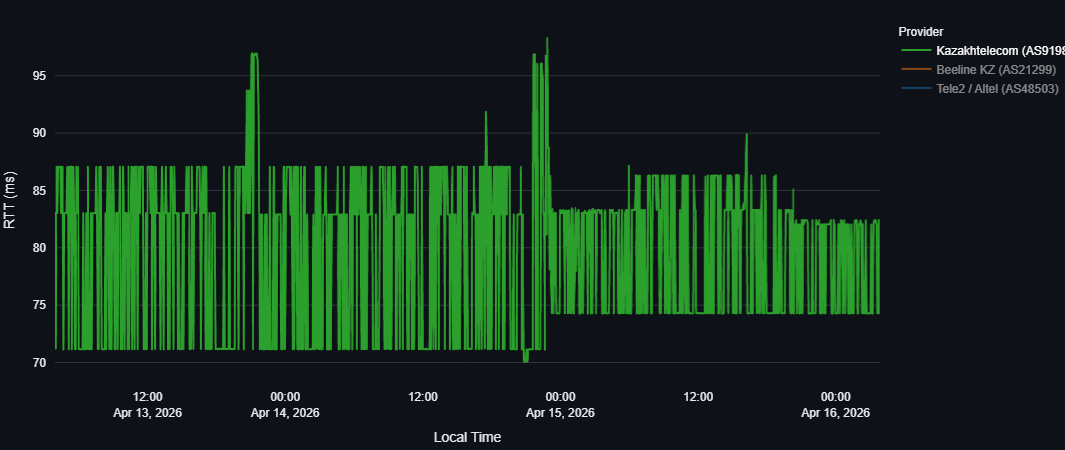 Provider
Kazakhtelecom (AS9198
Beeline KZ (AS21299)
Tele2 / Altel (AS48503)
RTT (ms)
95
90
85
80
75
70
12:00
Apr 13, 2026
00:00
Apr 14, 2026
12:00
00:00
Apr 15, 2026
12:00
00:00
Apr 16, 2026
Local Time